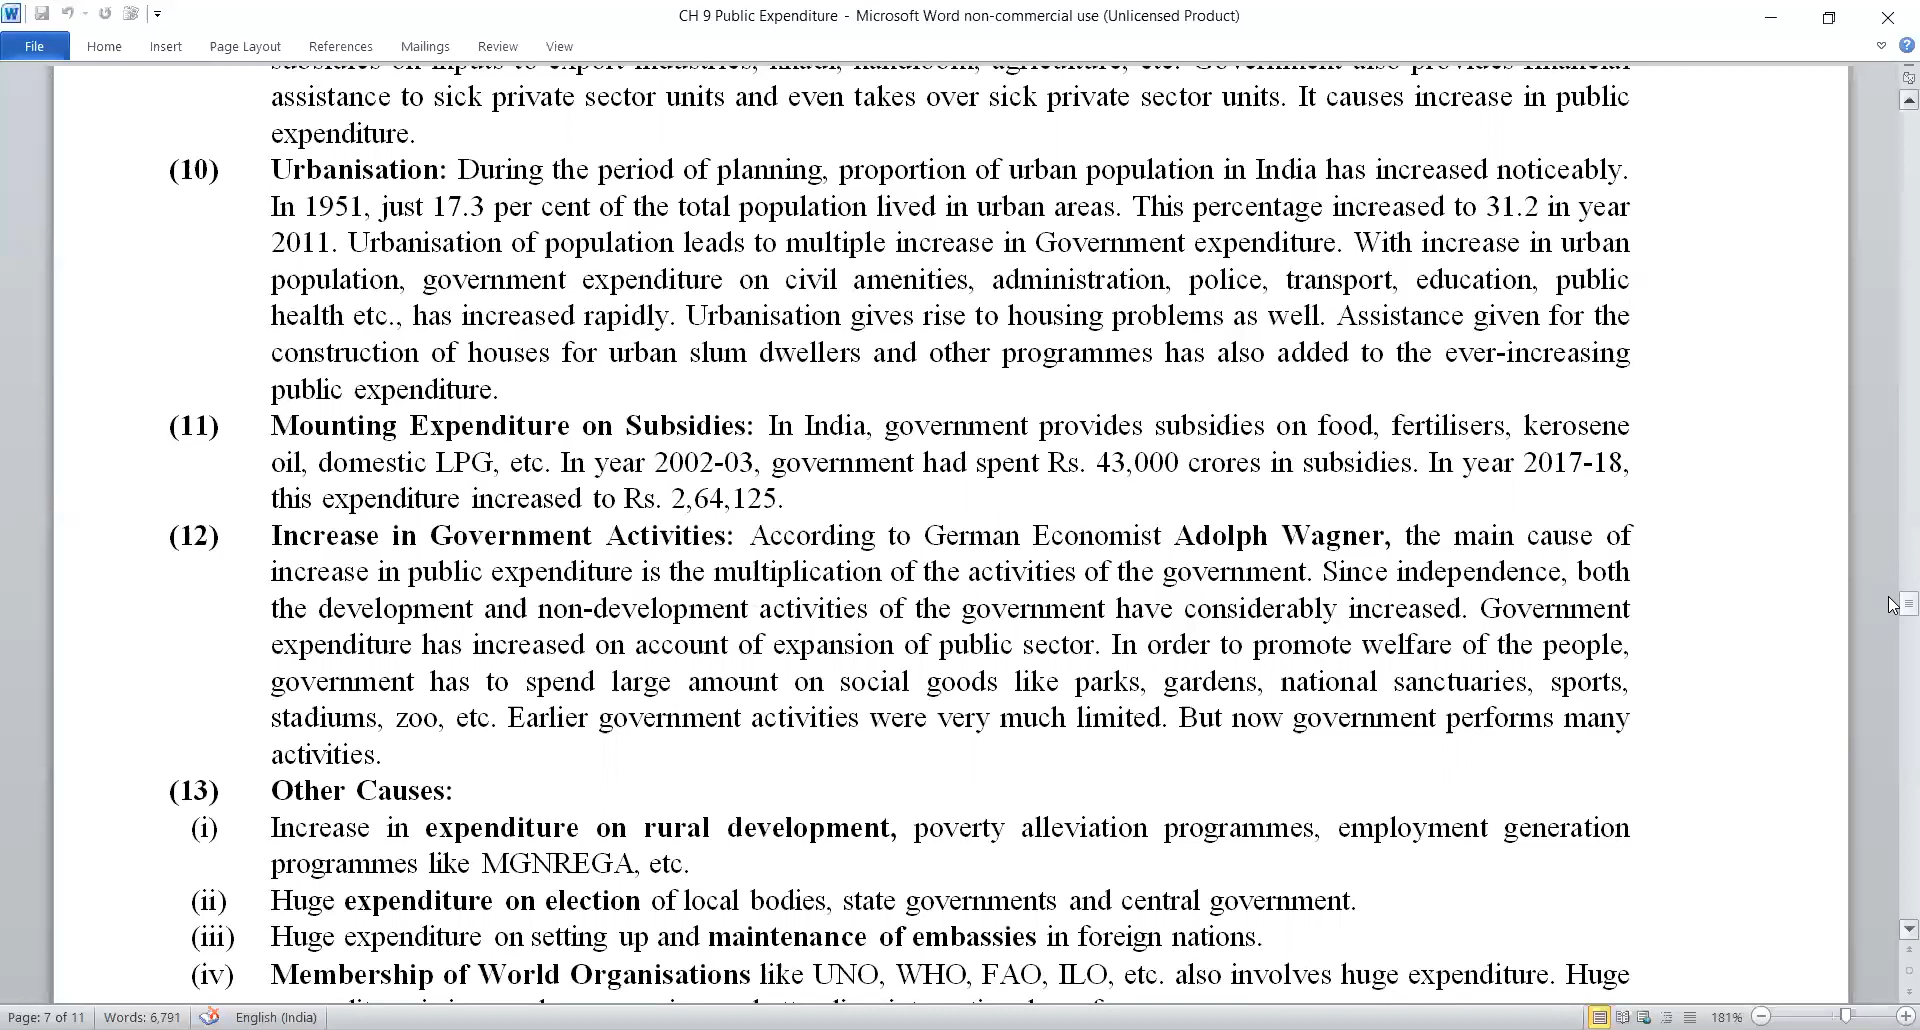 CH 9 Public Expenditure - Microsoft Word non-commercial use (Unlicensed Product)
File Home Insert Page Layout References Mailings Review View
subsidies on inputs to export industries, khadi, handloom, agriculture, etc. Government also provides financial
assistance to sick private sector units and even takes over sick private sector units. It causes increase in public
expenditure.
(10) Urbanisation: During the period of planning, proportion of urban population in India has increased noticeably.
In 1951, just 17.3 per cent of the total population lived in urban areas. This percentage increased to 31.2 in year
2011. Urbanisation of population leads to multiple increase in Government expenditure. With increase in urban
population, government expenditure on civil amenities, administration, police, transport, education, public
health etc., has increased rapidly. Urbanisation gives rise to housing problems as well. Assistance given for the
construction of houses for urban slum dwellers and other programmes has also added to the ever-increasing
public expenditure.
(11) Mounting Expenditure on Subsidies: In India, government provides subsidies on food, fertilisers, kerosene
oil, domestic LPG, etc. In year 2002-03, government had spent Rs. 43,000 crores in subsidies. In year 2017-18,
this expenditure increased to Rs. 2,64,125.
(12) Increase in Government Activities: According to German Economist Adolph Wagner, the main cause of
increase in public expenditure is the multiplication of the activities of the government. Since independence, both
the development and non-development activities of the government have considerably increased. Government
expenditure has increased on account of expansion of public sector. In order to promote welfare of the people,
government has to spend large amount on social goods like parks, gardens, national sanctuaries, sports,
stadiums, zoo, etc. Earlier government activities were very much limited. But now government performs many
activities.
(13) Other Causes:
(i) Increase in expenditure on rural development, poverty alleviation programmes, employment generation
programmes like MGNREGA, etc.
(ii) Huge expenditure on election of local bodies, state governments and central government.
(iii) Huge expenditure on setting up and maintenance of embassies in foreign nations.
(iv) Membership of World Organisations like UNO, WHO, FAO, ILO, etc. also involves huge expenditure. Huge
Page: 7 of 11 Words: 6,791 English (India) 181%